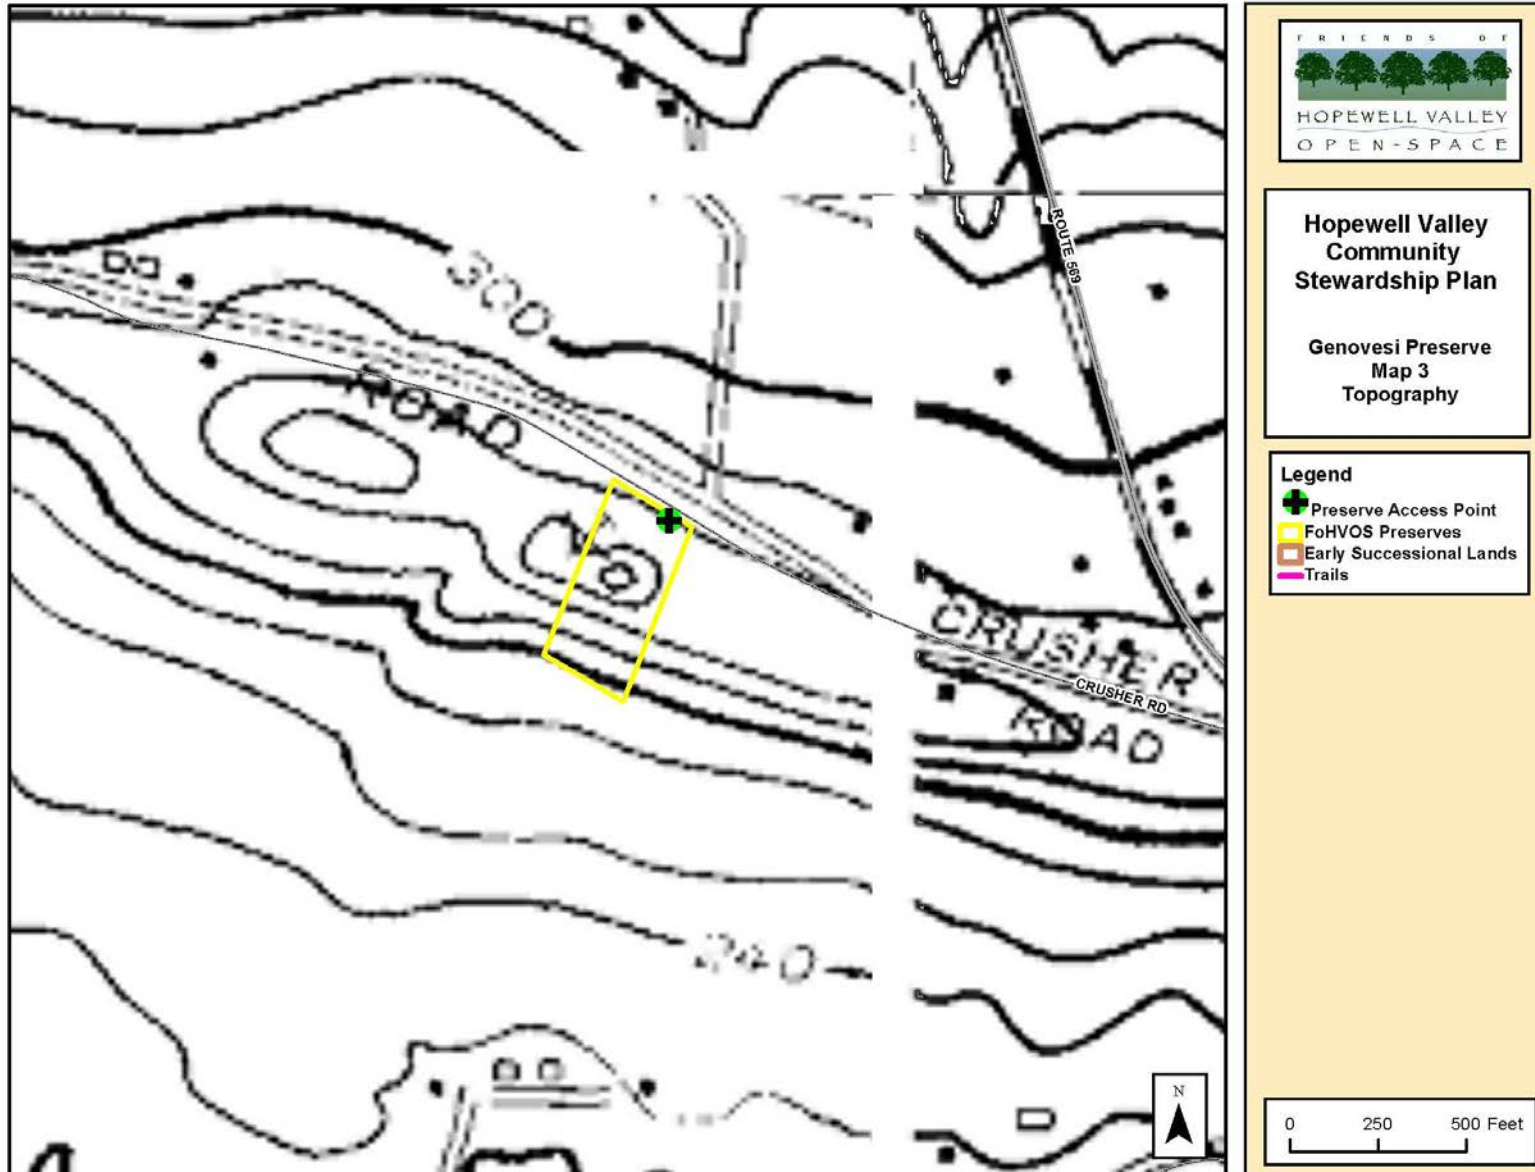 300
ROAD
ROUTE 569
CRUSHER
CRUSHER RD
ROAD
240
N
FRIENDS OF
HOPEWELL VALLEY
OPEN-SPACE
Hopewell Valley
Community
Stewardship Plan
Genovesi Preserve
Map 3
Topography
Legend
Preserve Access Point
FoHVOS Preserves
Early Successional Lands
Trails
0 250 500 Feet